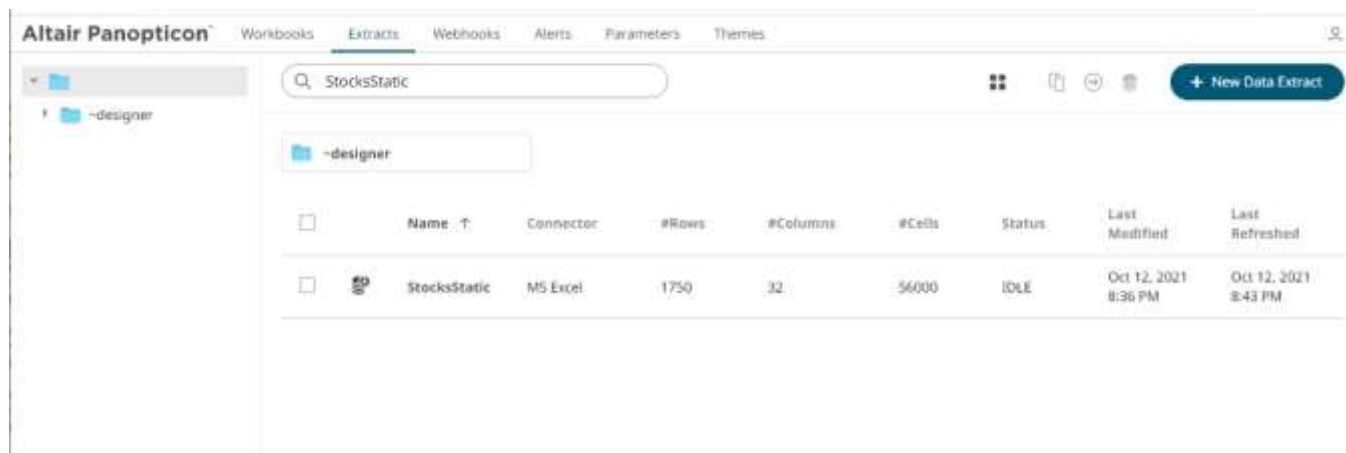 Altair Panopticon™ Workbooks Extracts Webhooks Alerts Parameters Themes
StocksStatic + New Data Extract
~designer
~designer
Name ↑ Connector #Rows #Columns #Cells Status Last Modified Last Refreshed
StocksStatic MS Excel 1750 32 56000 IDLE Oct 12, 2021 8:36 PM Oct 12, 2021 8:43 PM